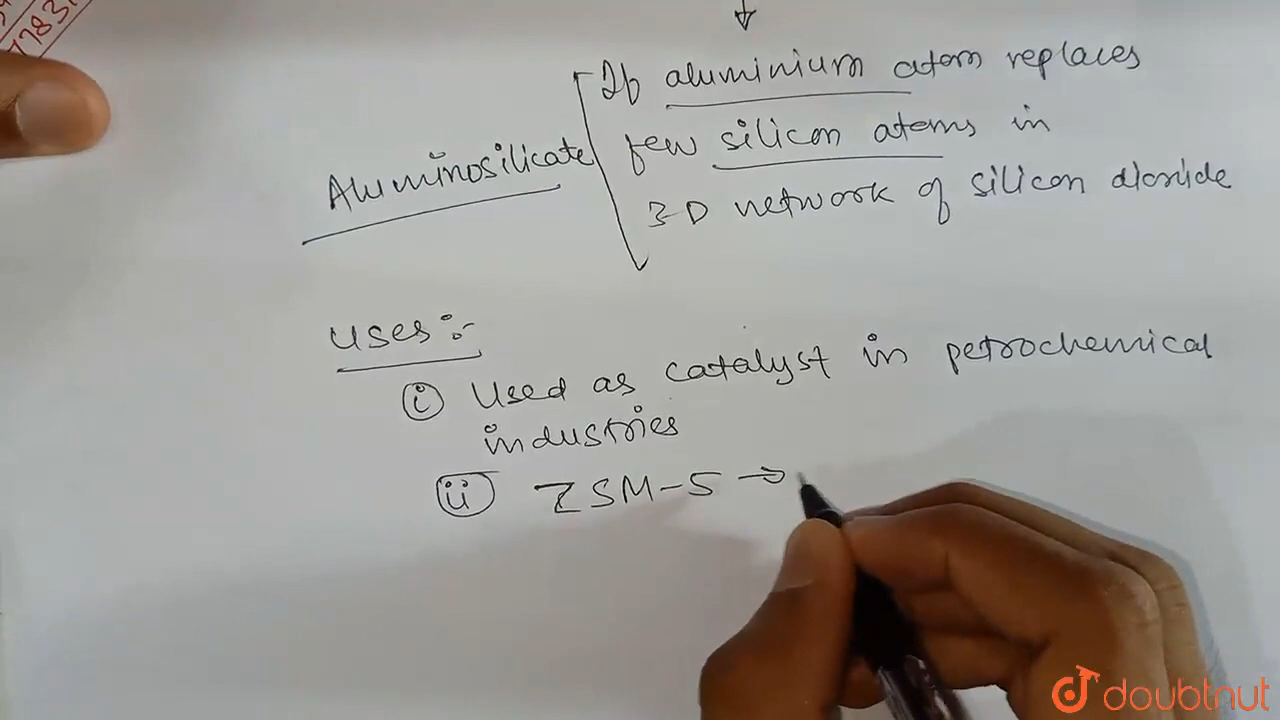 7783
If aluminium atom replaces
Aluminosilicate
few silicon atoms in
3-D network of silicon dioxide
Uses:-
(i) Used as catalyst in petrochemical
industries
(ii) ZSM-5 →
doubtnut